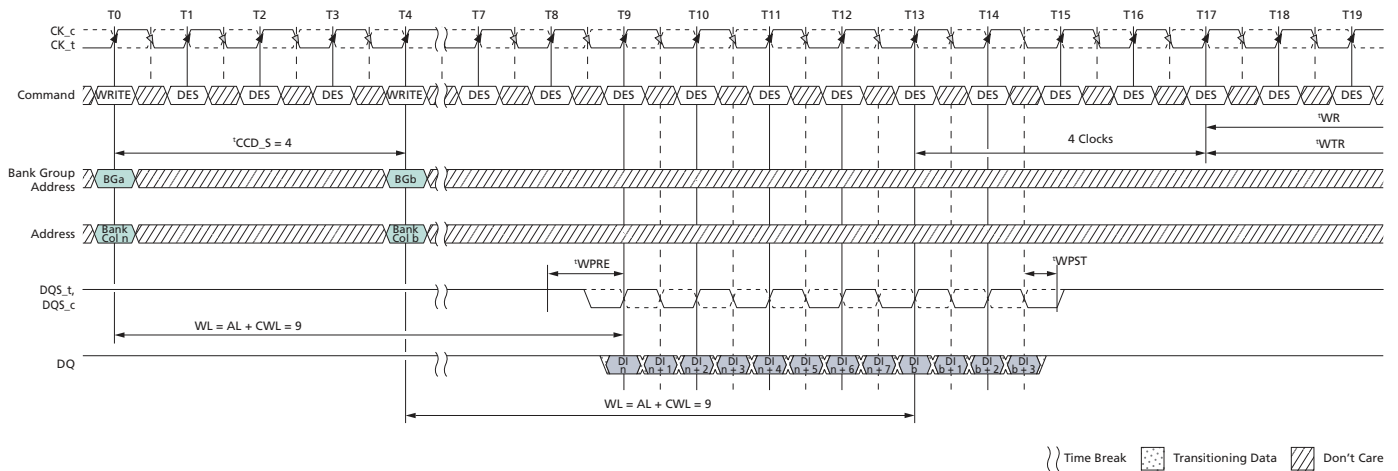 T0 T1 T2 T3 T4 T7 T8 T9 T10 T11 T12 T13 T14 T15 T16 T17 T18 T19
CK_c
CK_t
Command WRITE DES DES DES WRITE DES DES DES DES DES DES DES DES DES DES DES DES DES
tWR
tCCD_S = 4 4 Clocks tWTR
Bank Group
Address BGa BGb
Address Bank
Col n Bank
Col b
tWPRE tWPST
DQS_t,
DQS_c
WL = AL + CWL = 9
DQ DI
n DI
n + 1 DI
n + 2 DI
n + 3 DI
n + 4 DI
n + 5 DI
n + 6 DI
n + 7 DI
b DI
b + 1 DI
b + 2 DI
b + 3
WL = AL + CWL = 9
Time Break Transitioning Data Don't Care